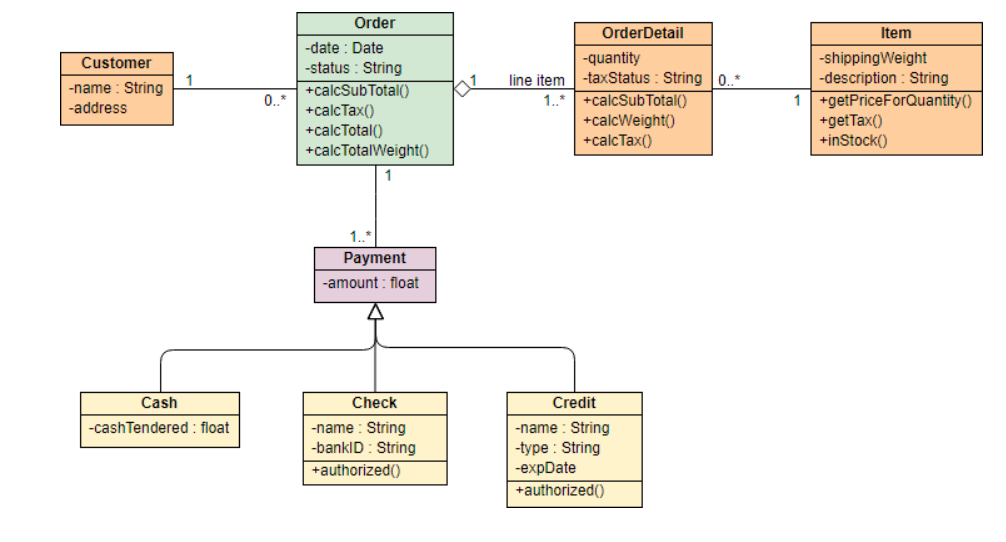 Order
-date : Date
-status : String
+calcSubTotal()
+calcTax()
+calcTotal()
+calcTotalWeight()
Customer
-name : String
-address
1
0..*
1
line item
1..*
OrderDetail
-quantity
-taxStatus : String
+calcSubTotal()
+calcWeight()
+calcTax()
0..*
1
Item
-shippingWeight
-description : String
+getPriceForQuantity()
+getTax()
+inStock()
1
1..*
Payment
-amount : float
Cash
-cashTendered : float
Check
-name : String
-bankID : String
+authorized()
Credit
-name : String
-type : String
-expDate
+authorized()